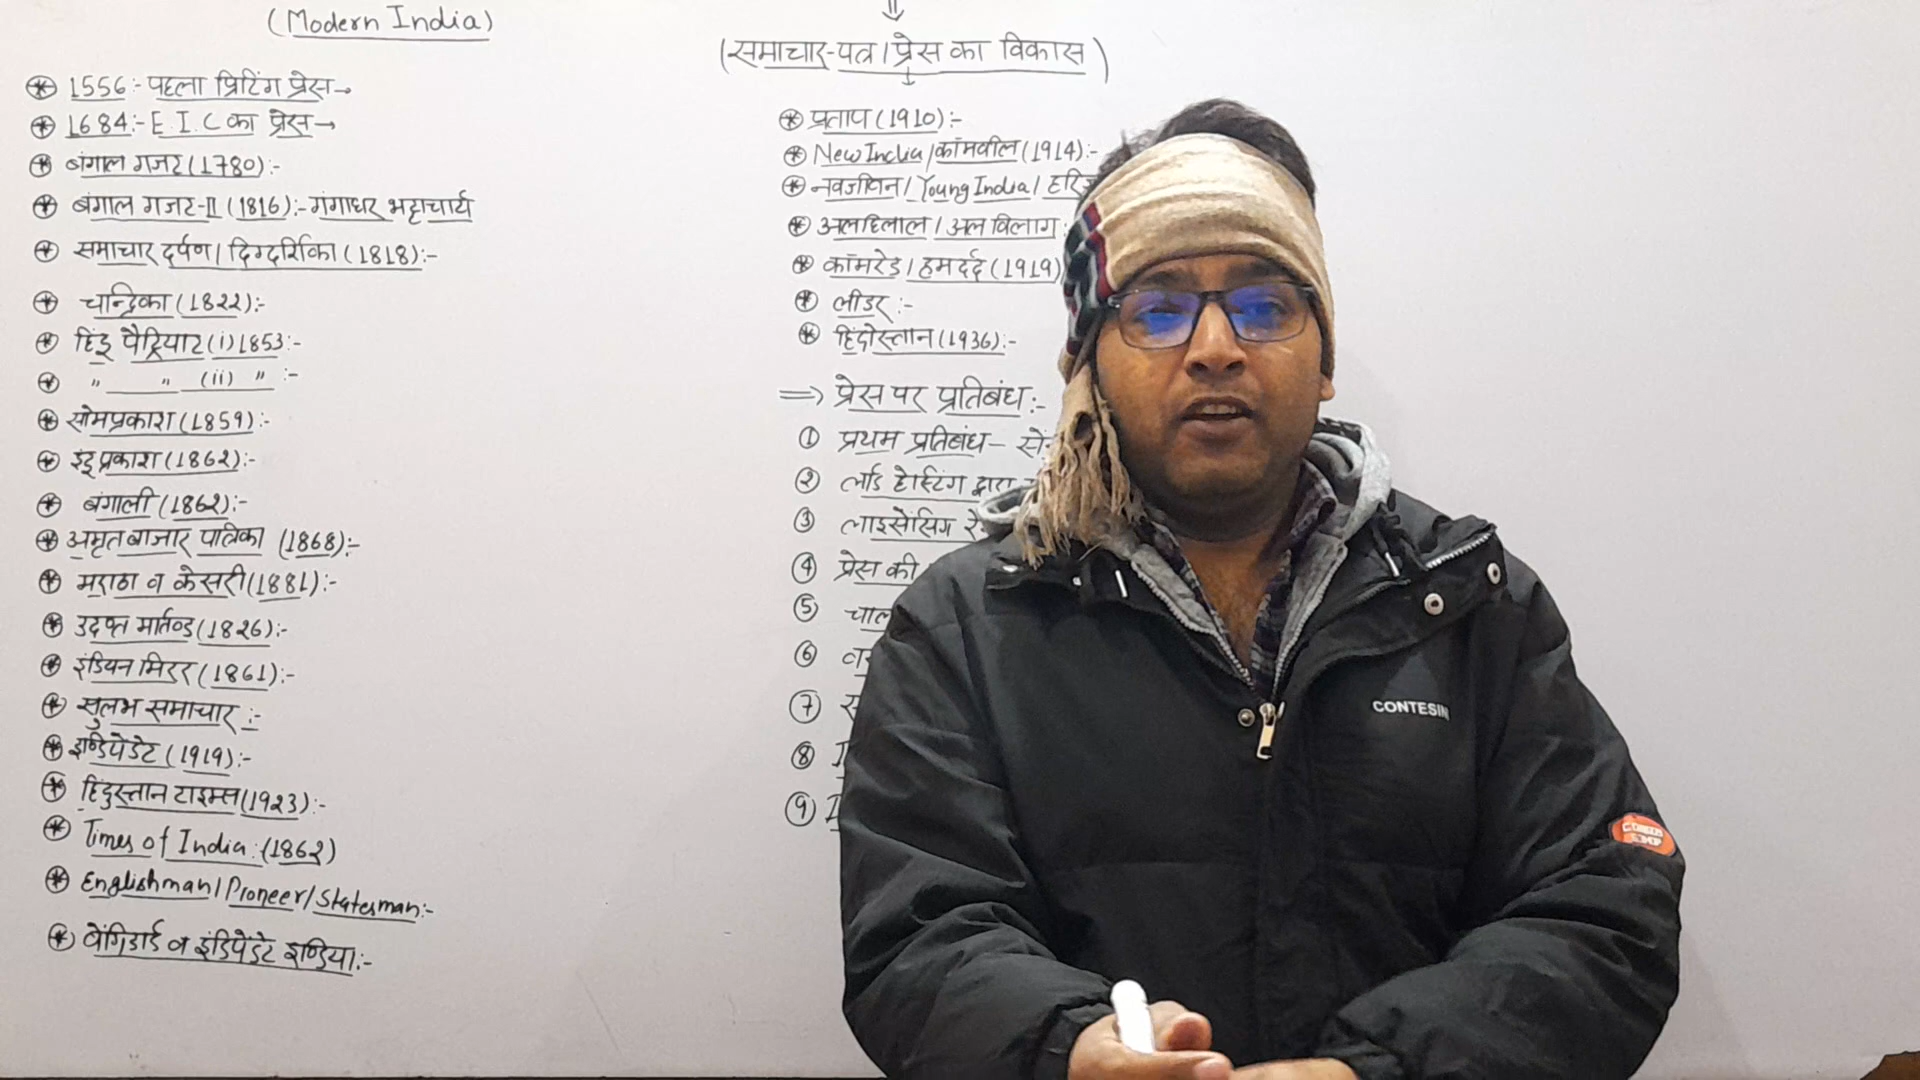 (Modern India)
⊛ 1556:- पहला प्रिटिंग प्रेस→
⊛ 1684:- E.I.C का प्रेस→
⊛ बंगाल गजट (1780):-
⊛ बंगाल गजट-II (1816):- गंगाधर भट्टाचार्य
⊛ समाचार दर्पण / दिग्दर्शिका (1818):-
⊛ चान्द्रिका (1822):-
⊛ हिंदू पैट्रियाट (i) 1853:-
⊛ " " (ii) " :-
⊛ सोमप्रकाश (1859):-
⊛ इंदू प्रकाश (1862):-
⊛ बंगाली (1862):-
⊛ अमृत बाजार पत्रिका (1868):-
⊛ मराठा व केसरी (1881):-
⊛ उदन्त मार्तण्ड (1826):-
⊛ इंडियन मिरर (1861):-
⊛ सुलभ समाचार :-
⊛ इण्डिपेंडेट (1919):-
⊛ हिंदुस्तान टाइम्स (1923):-
⊛ Times of India:(1862)
⊛ Englishman / Pioneer / Statesman:-
⊛ वेंगिडार्ड व इंडिपेंडेट इण्डिया:-
⇓
(समाचार-पत्र / प्रेस का विकास)
⊛ प्रताप (1910):-
⊛ New India / कॉमवील (1914):-
⊛ नवजीवन / Young India /
⊛ अलहिलाल / अल बिलाग :
⊛ कॉमरेड / हमदर्द (1919)
⊛ लीडर :-
⊛ हिंदोस्तान (1936):-
⇒ प्रेस पर प्रतिबंध:-
① प्रथम प्रतिबंध-
② लॉर्ड हेस्टिंग द्वारा
③ लाइसेंसिंग
④ प्रेस की
⑤
⑥
⑦
⑧
⑨
CONTESIN